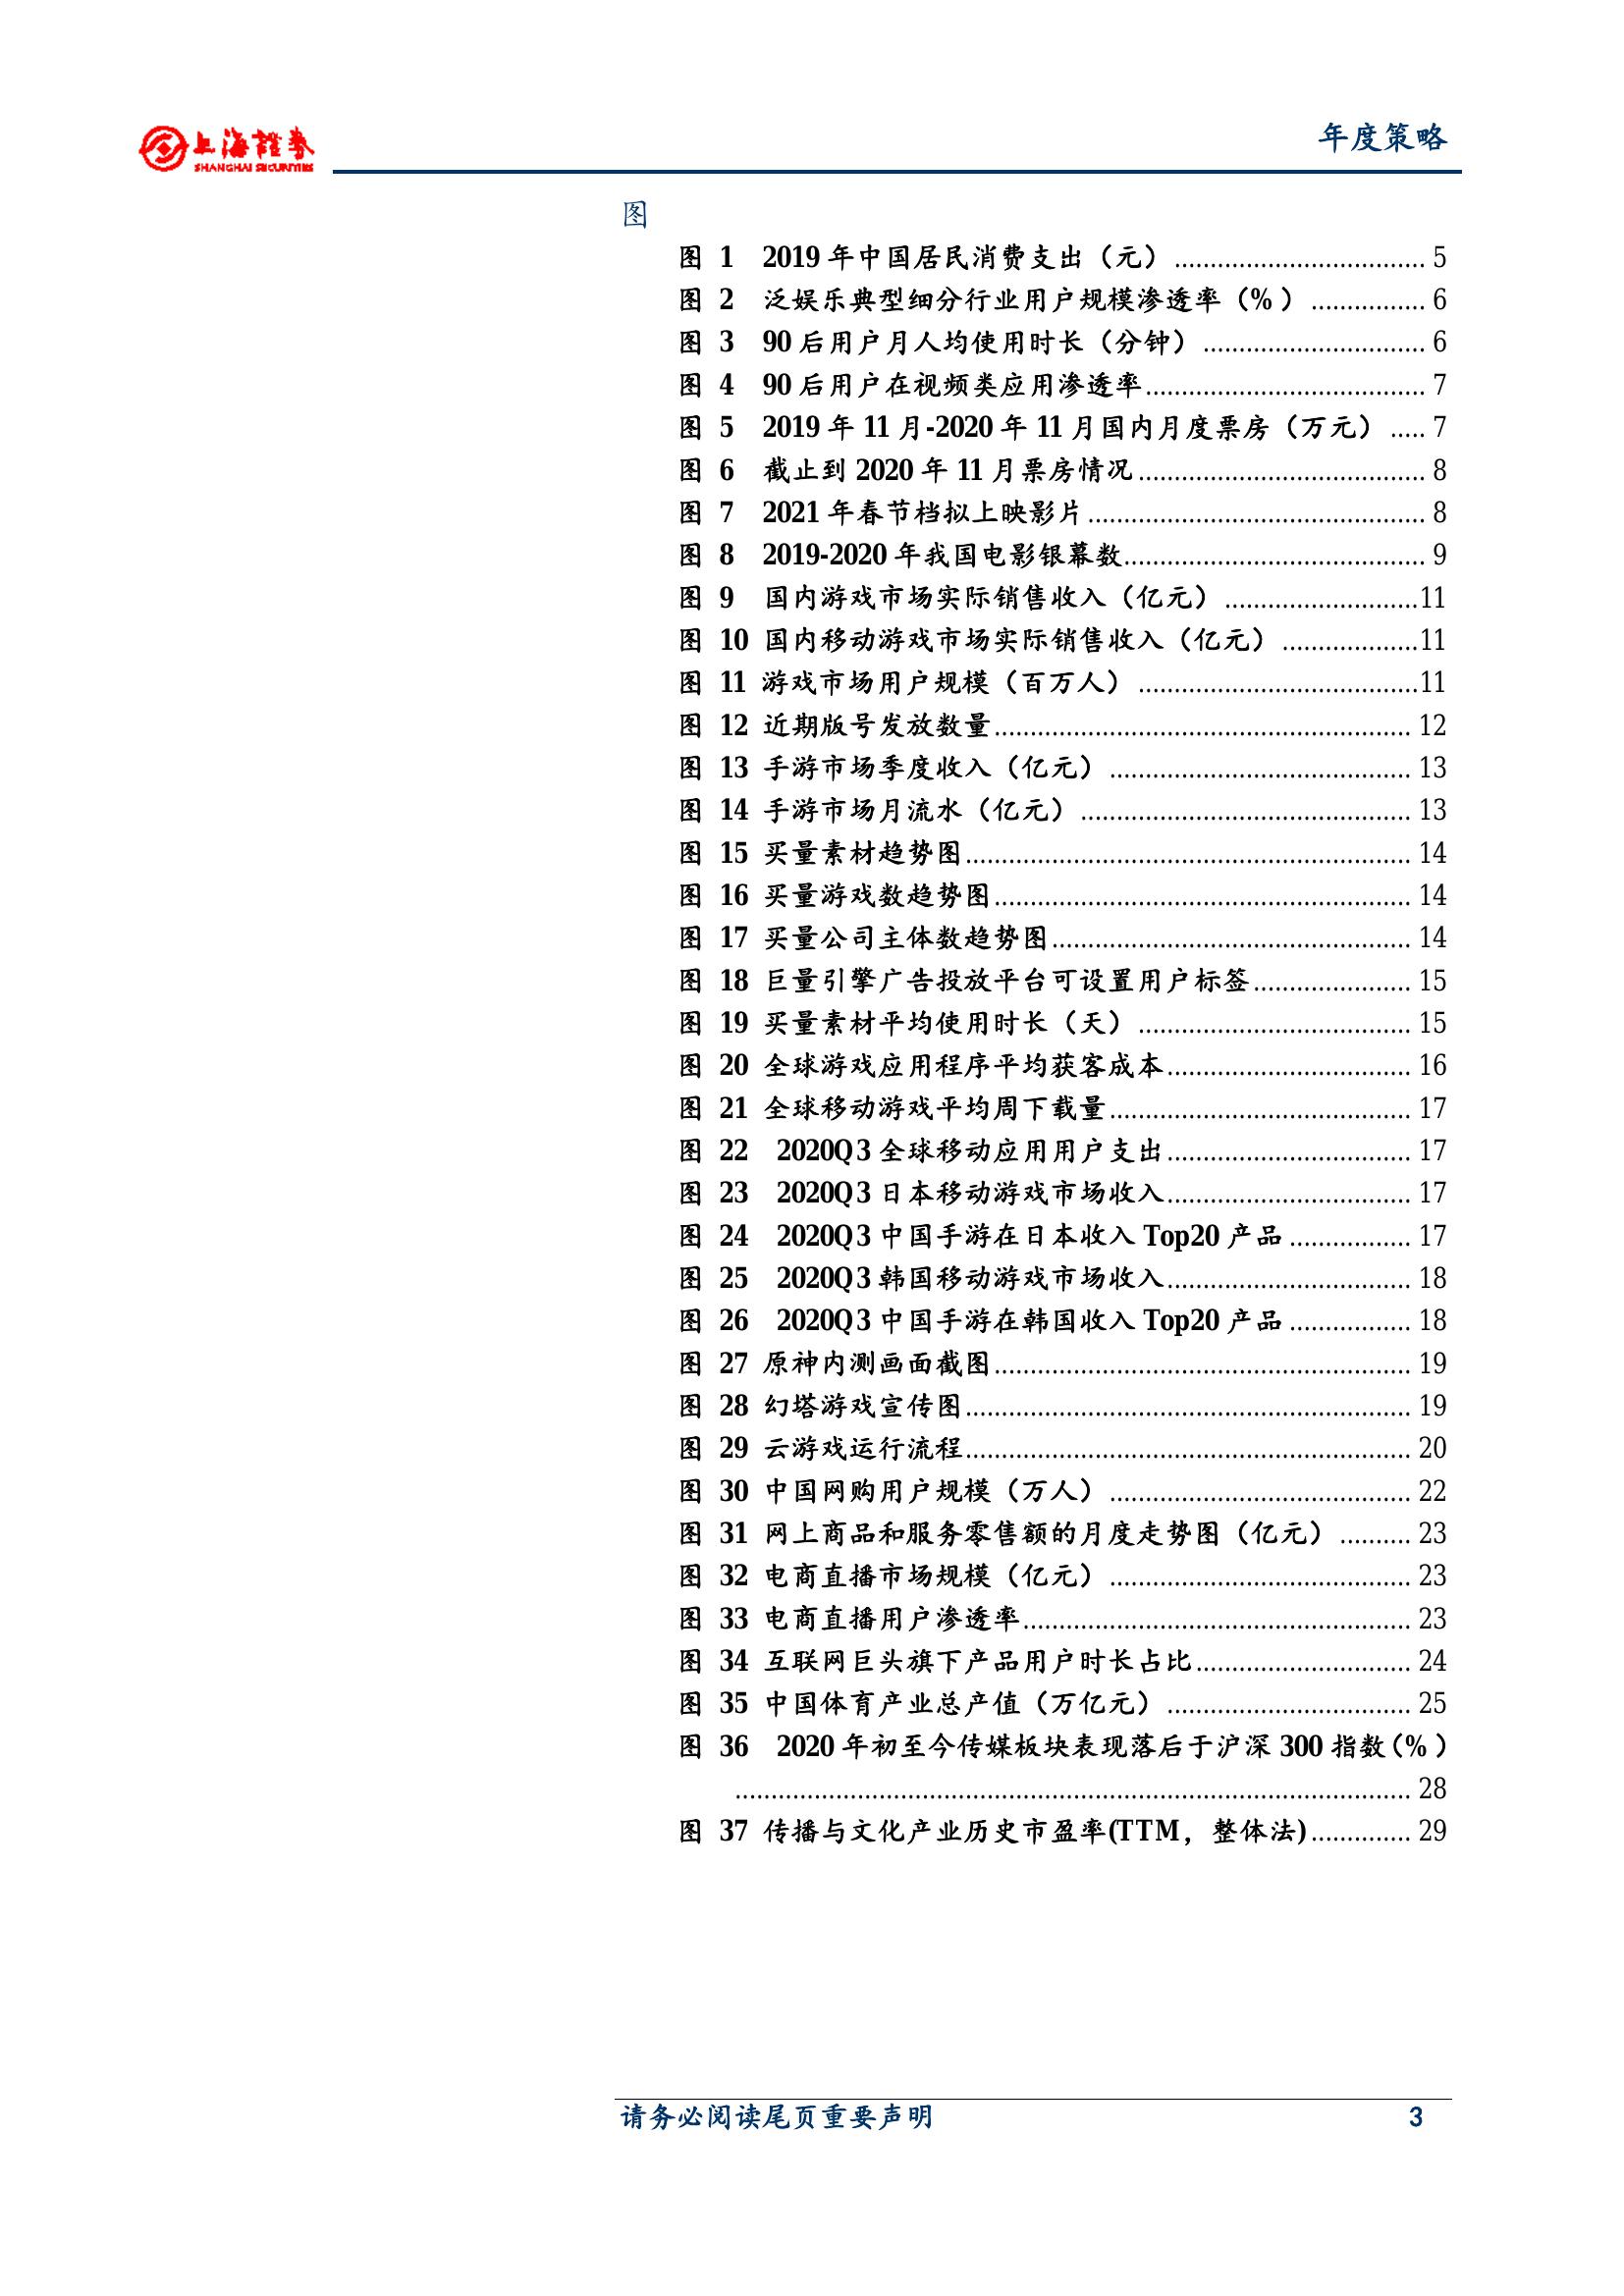 上海證券
SHANGHAI SECURITIES
年度策略
图
图 1 2019 年中国居民消费支出（元） ................................... 5
图 2 泛娱乐典型细分行业用户规模渗透率（%） ................ 6
图 3 90 后用户月人均使用时长（分钟） ............................... 6
图 4 90 后用户在视频类应用渗透率....................................... 7
图 5 2019 年 11 月-2020 年 11 月国内月度票房（万元） ..... 7
图 6 截止到 2020 年 11 月票房情况........................................ 8
图 7 2021 年春节档拟上映影片............................................... 8
图 8 2019-2020 年我国电影银幕数.......................................... 9
图 9 国内游戏市场实际销售收入（亿元） ...........................11
图 10 国内移动游戏市场实际销售收入（亿元） ...................11
图 11 游戏市场用户规模（百万人） .......................................11
图 12 近期版号发放数量.......................................................... 12
图 13 手游市场季度收入（亿元） .......................................... 13
图 14 手游市场月流水（亿元） .............................................. 13
图 15 买量素材趋势图.............................................................. 14
图 16 买量游戏数趋势图.......................................................... 14
图 17 买量公司主体数趋势图.................................................. 14
图 18 巨量引擎广告投放平台可设置用户标签...................... 15
图 19 买量素材平均使用时长（天） ...................................... 15
图 20 全球游戏应用程序平均获客成本.................................. 16
图 21 全球移动游戏平均周下载量.......................................... 17
图 22 2020Q3 全球移动应用用户支出.................................. 17
图 23 2020Q3 日本移动游戏市场收入.................................. 17
图 24 2020Q3 中国手游在日本收入 Top20 产品 ................. 17
图 25 2020Q3 韩国移动游戏市场收入.................................. 18
图 26 2020Q3 中国手游在韩国收入 Top20 产品 ................. 18
图 27 原神内测画面截图.......................................................... 19
图 28 幻塔游戏宣传图.............................................................. 19
图 29 云游戏运行流程.............................................................. 20
图 30 中国网购用户规模（万人） .......................................... 22
图 31 网上商品和服务零售额的月度走势图（亿元） .......... 23
图 32 电商直播市场规模（亿元） .......................................... 23
图 33 电商直播用户渗透率...................................................... 23
图 34 互联网巨头旗下产品用户时长占比.............................. 24
图 35 中国体育产业总产值（万亿元） .................................. 25
图 36 2020 年初至今传媒板块表现落后于沪深 300 指数（%）
.............................................................................................. 28
图 37 传播与文化产业历史市盈率(TTM，整体法).............. 29
请务必阅读尾页重要声明 3